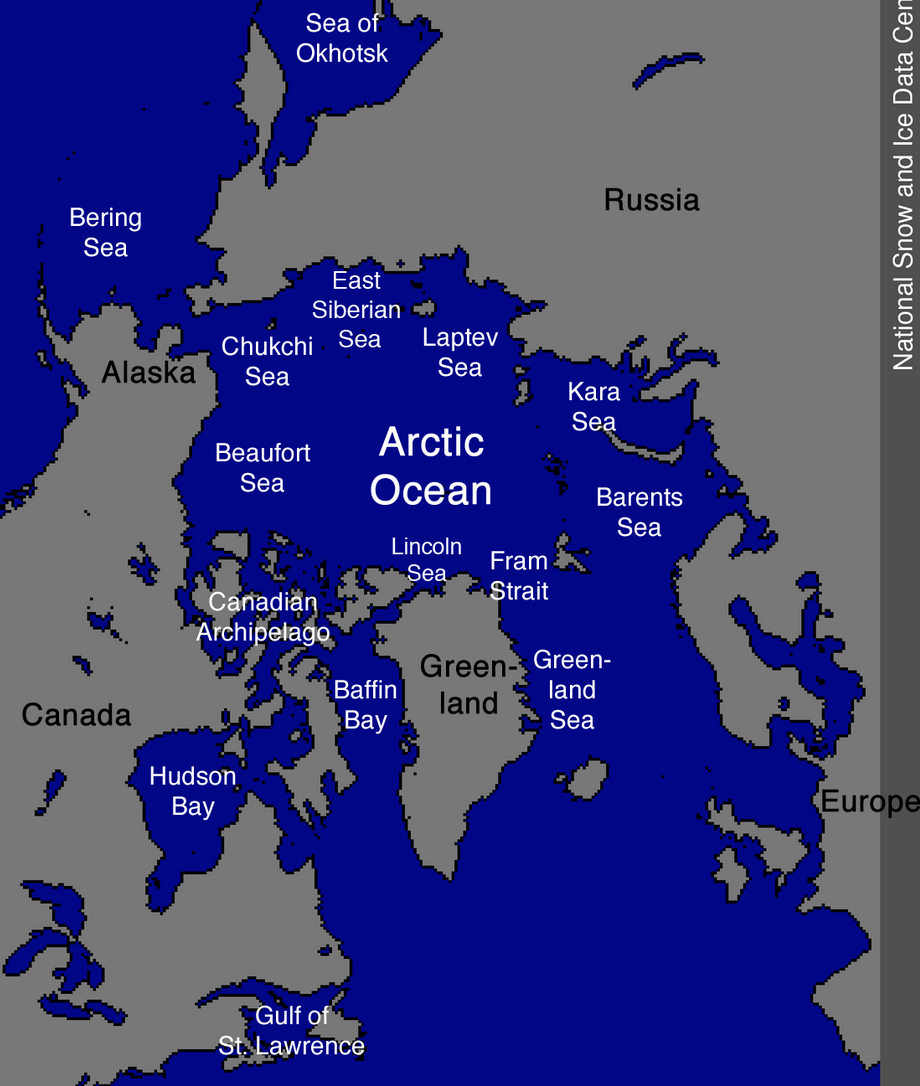 Sea of
Okhotsk
National Snow and Ice Data Cen
Russia
Bering
Sea
East
Siberian
Sea
Chukchi
Sea
Laptev
Sea
Alaska
Kara
Sea
Arctic
Ocean
Beaufort
Sea
Barents
Sea
Lincoln
Sea
Fram
Strait
Canadian
Archipelago
Green-
land
Green-
land
Sea
Baffin
Bay
Canada
Hudson
Bay
Europe
Gulf of
St. Lawrence